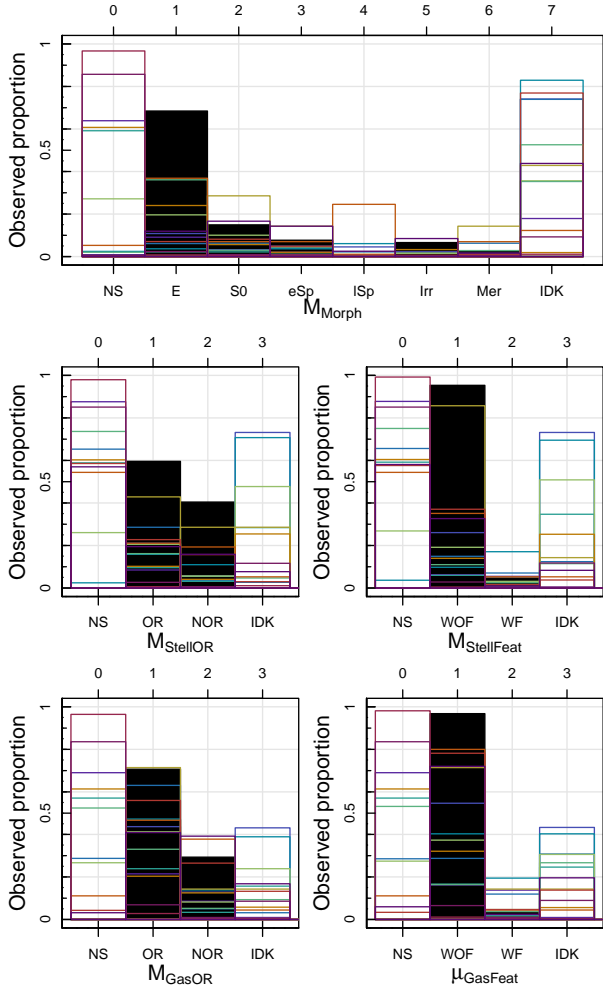 0 1 2 3 4 5 6 7
Observed proportion
0 0.5 1
NS E S0 eSp lSp Irr Mer IDK
M_Morph
0 1 2 3
Observed proportion
0 0.5 1
NS OR NOR IDK
M_StellOR
0 1 2 3
Observed proportion
0 0.5 1
NS WOF WF IDK
M_StellFeat
0 1 2 3
Observed proportion
0 0.5 1
NS OR NOR IDK
M_GasOR
0 1 2 3
Observed proportion
0 0.5 1
NS WOF WF IDK
μ_GasFeat